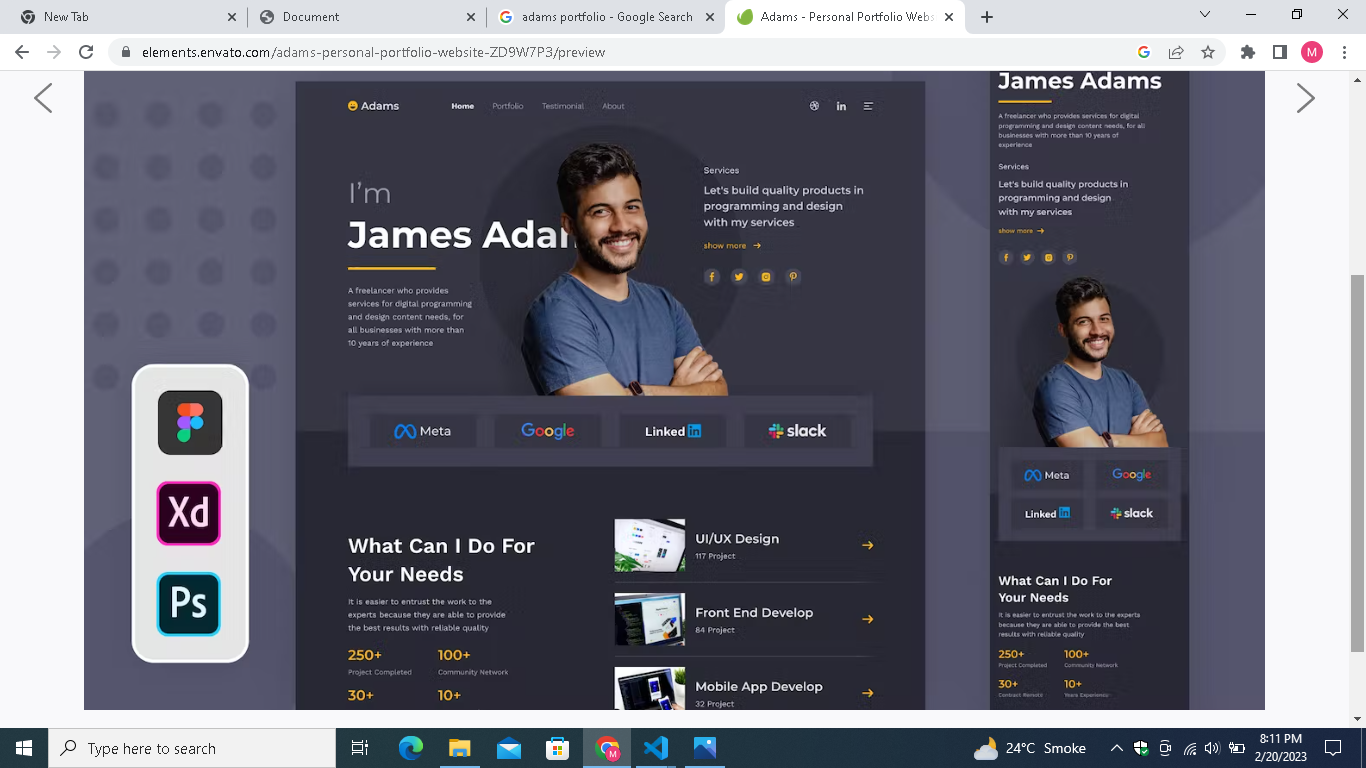 New Tab
Document
adams portfolio - Google Search
Adams - Personal Portfolio Webs
elements.envato.com/adams-personal-portfolio-website-ZD9W7P3/preview
M
Adams
Home
Portfolio
Testimonial
About
in
I'm
James Adam
A freelancer who provides
services for digital programming
and design content needs, for
all businesses with more than
10 years of experience
Services
Let's build quality products in
programming and design
with my services
show more
Meta
Google
Linked in
slack
What Can I Do For
Your Needs
It is easier to entrust the work to the
experts because they are able to provide
the best results with reliable quality
250+
Project Completed
100+
Community Network
30+
10+
UI/UX Design
117 Project
Front End Develop
84 Project
Mobile App Develop
32 Project
Xd
Ps
James Adams
A freelancer who provides services for digital
programming and design content needs, for all
businesses with more than 10 years of
experience
Services
Let's build quality products in
programming and design
with my services
show more
Meta
Google
Linked in
slack
What Can I Do For
Your Needs
It is easier to entrust the work to the experts
because they are able to provide the best
results with reliable quality
250+
Project Completed
100+
Community Network
30+
Contract Remote
10+
Years Experience
Type here to search
M
24°C Smoke
8:11 PM
2/20/2023